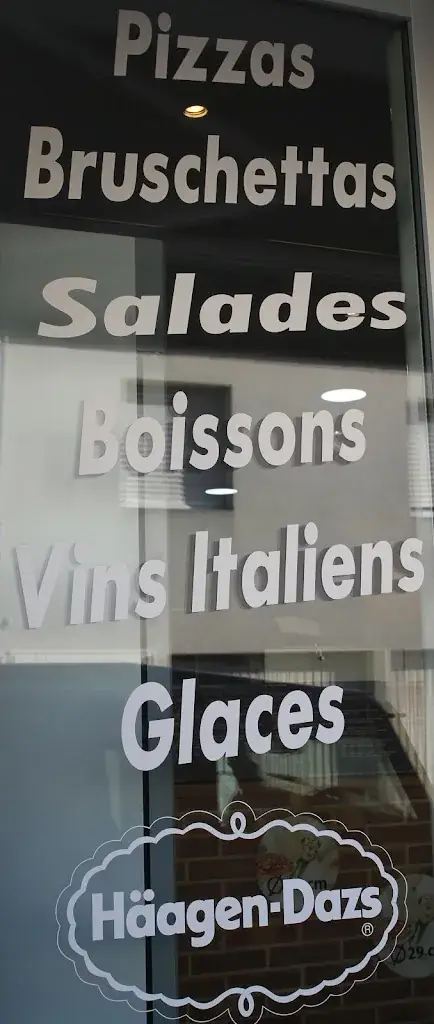 Pizzas
Bruschettas
Salades
Boissons
Vins Italiens
Glaces
Häagen-Dazs
®